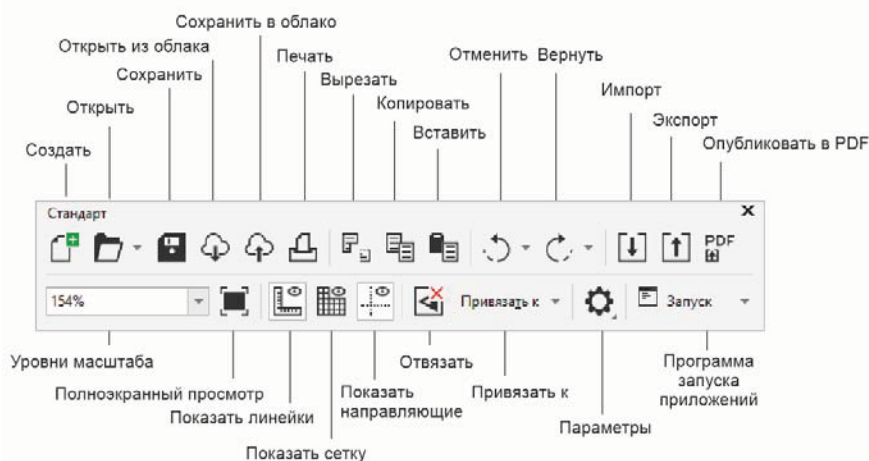 Сохранить в облако
Открыть из облака
Сохранить
Открыть
Создать
Печать
Вырезать
Копировать
Вставить
Отменить
Вернуть
Импорт
Экспорт
Опубликовать в PDF
Стандарт
PDF
154%
Привязать к
Запуск
Уровни масштаба
Полноэкранный просмотр
Показать линейки
Показать сетку
Показать
направляющие
Отвязать
Привязать к
Параметры
Программа
запуска
приложений